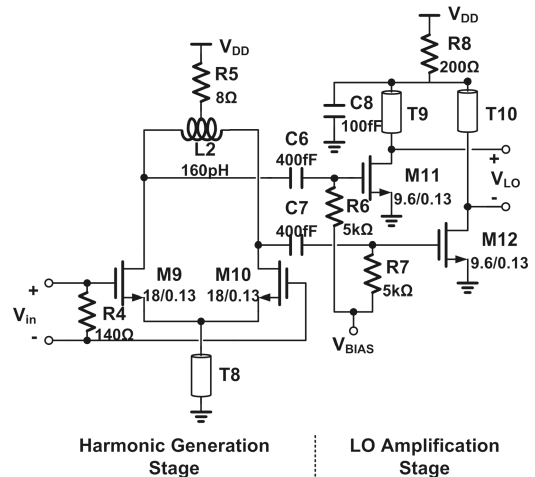 VDD
R8
200Ω
VDD
R5
8Ω
C8
100fF
T9
T10
L2
160pH
C6
400fF
M11
9.6/0.13
+
VLO
-
R6
5kΩ
C7
400fF
M12
9.6/0.13
R7
5kΩ
VBIAS
M9
18/0.13
M10
18/0.13
+
Vin
-
R4
140Ω
T8
Harmonic Generation
Stage
LO Amplification
Stage